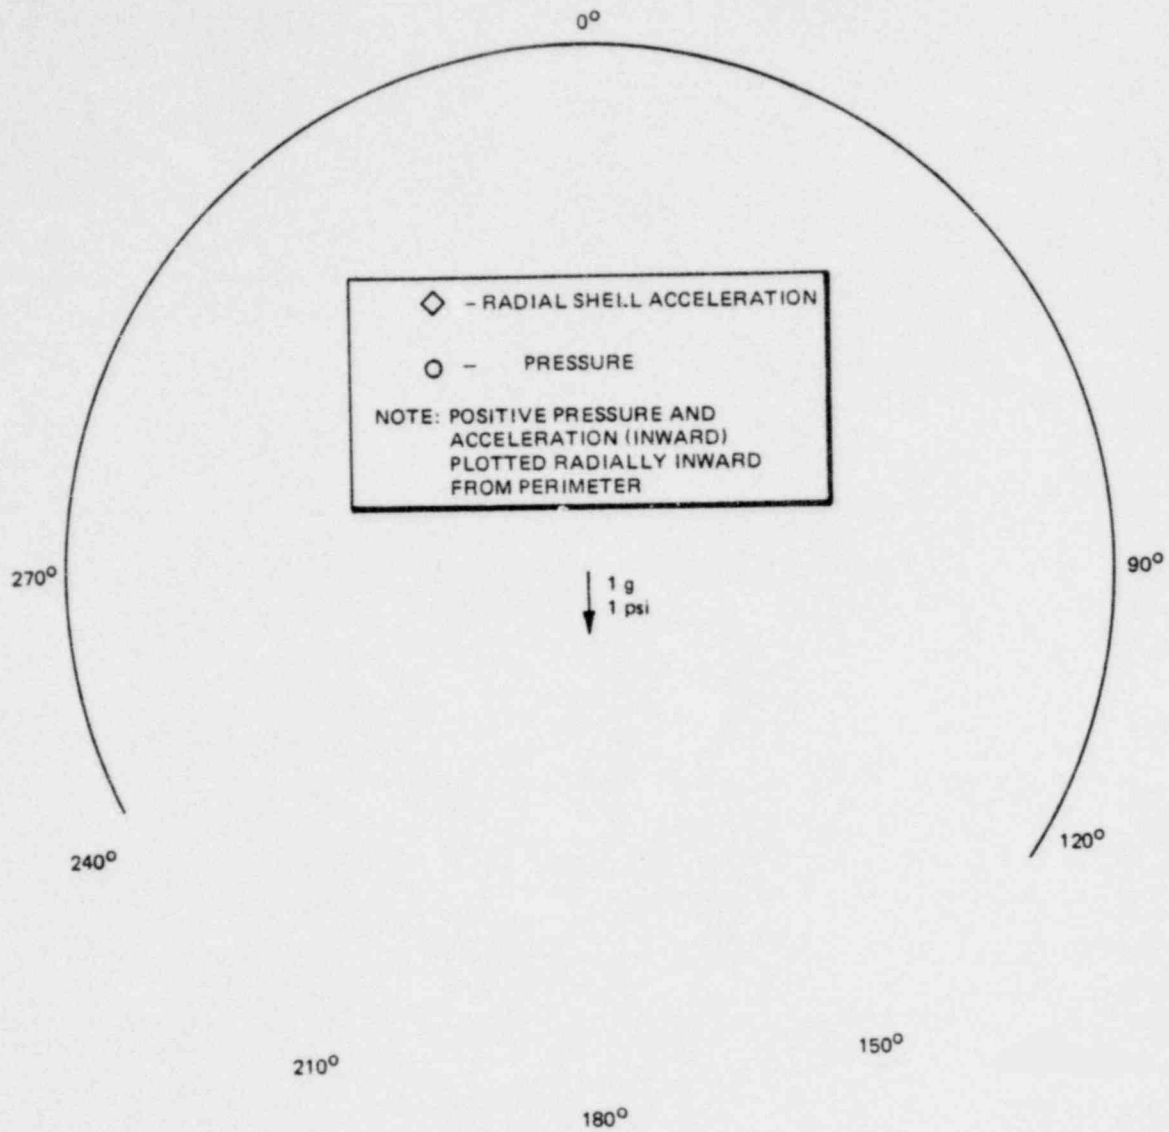 0°
◇ – RADIAL SHELL ACCELERATION
○ – PRESSURE
NOTE: POSITIVE PRESSURE AND
ACCELERATION (INWARD)
PLOTTED RADIALLY INWARD
FROM PERIMETER
270°
90°
1 g
1 psi
240°
120°
210°
150°
180°